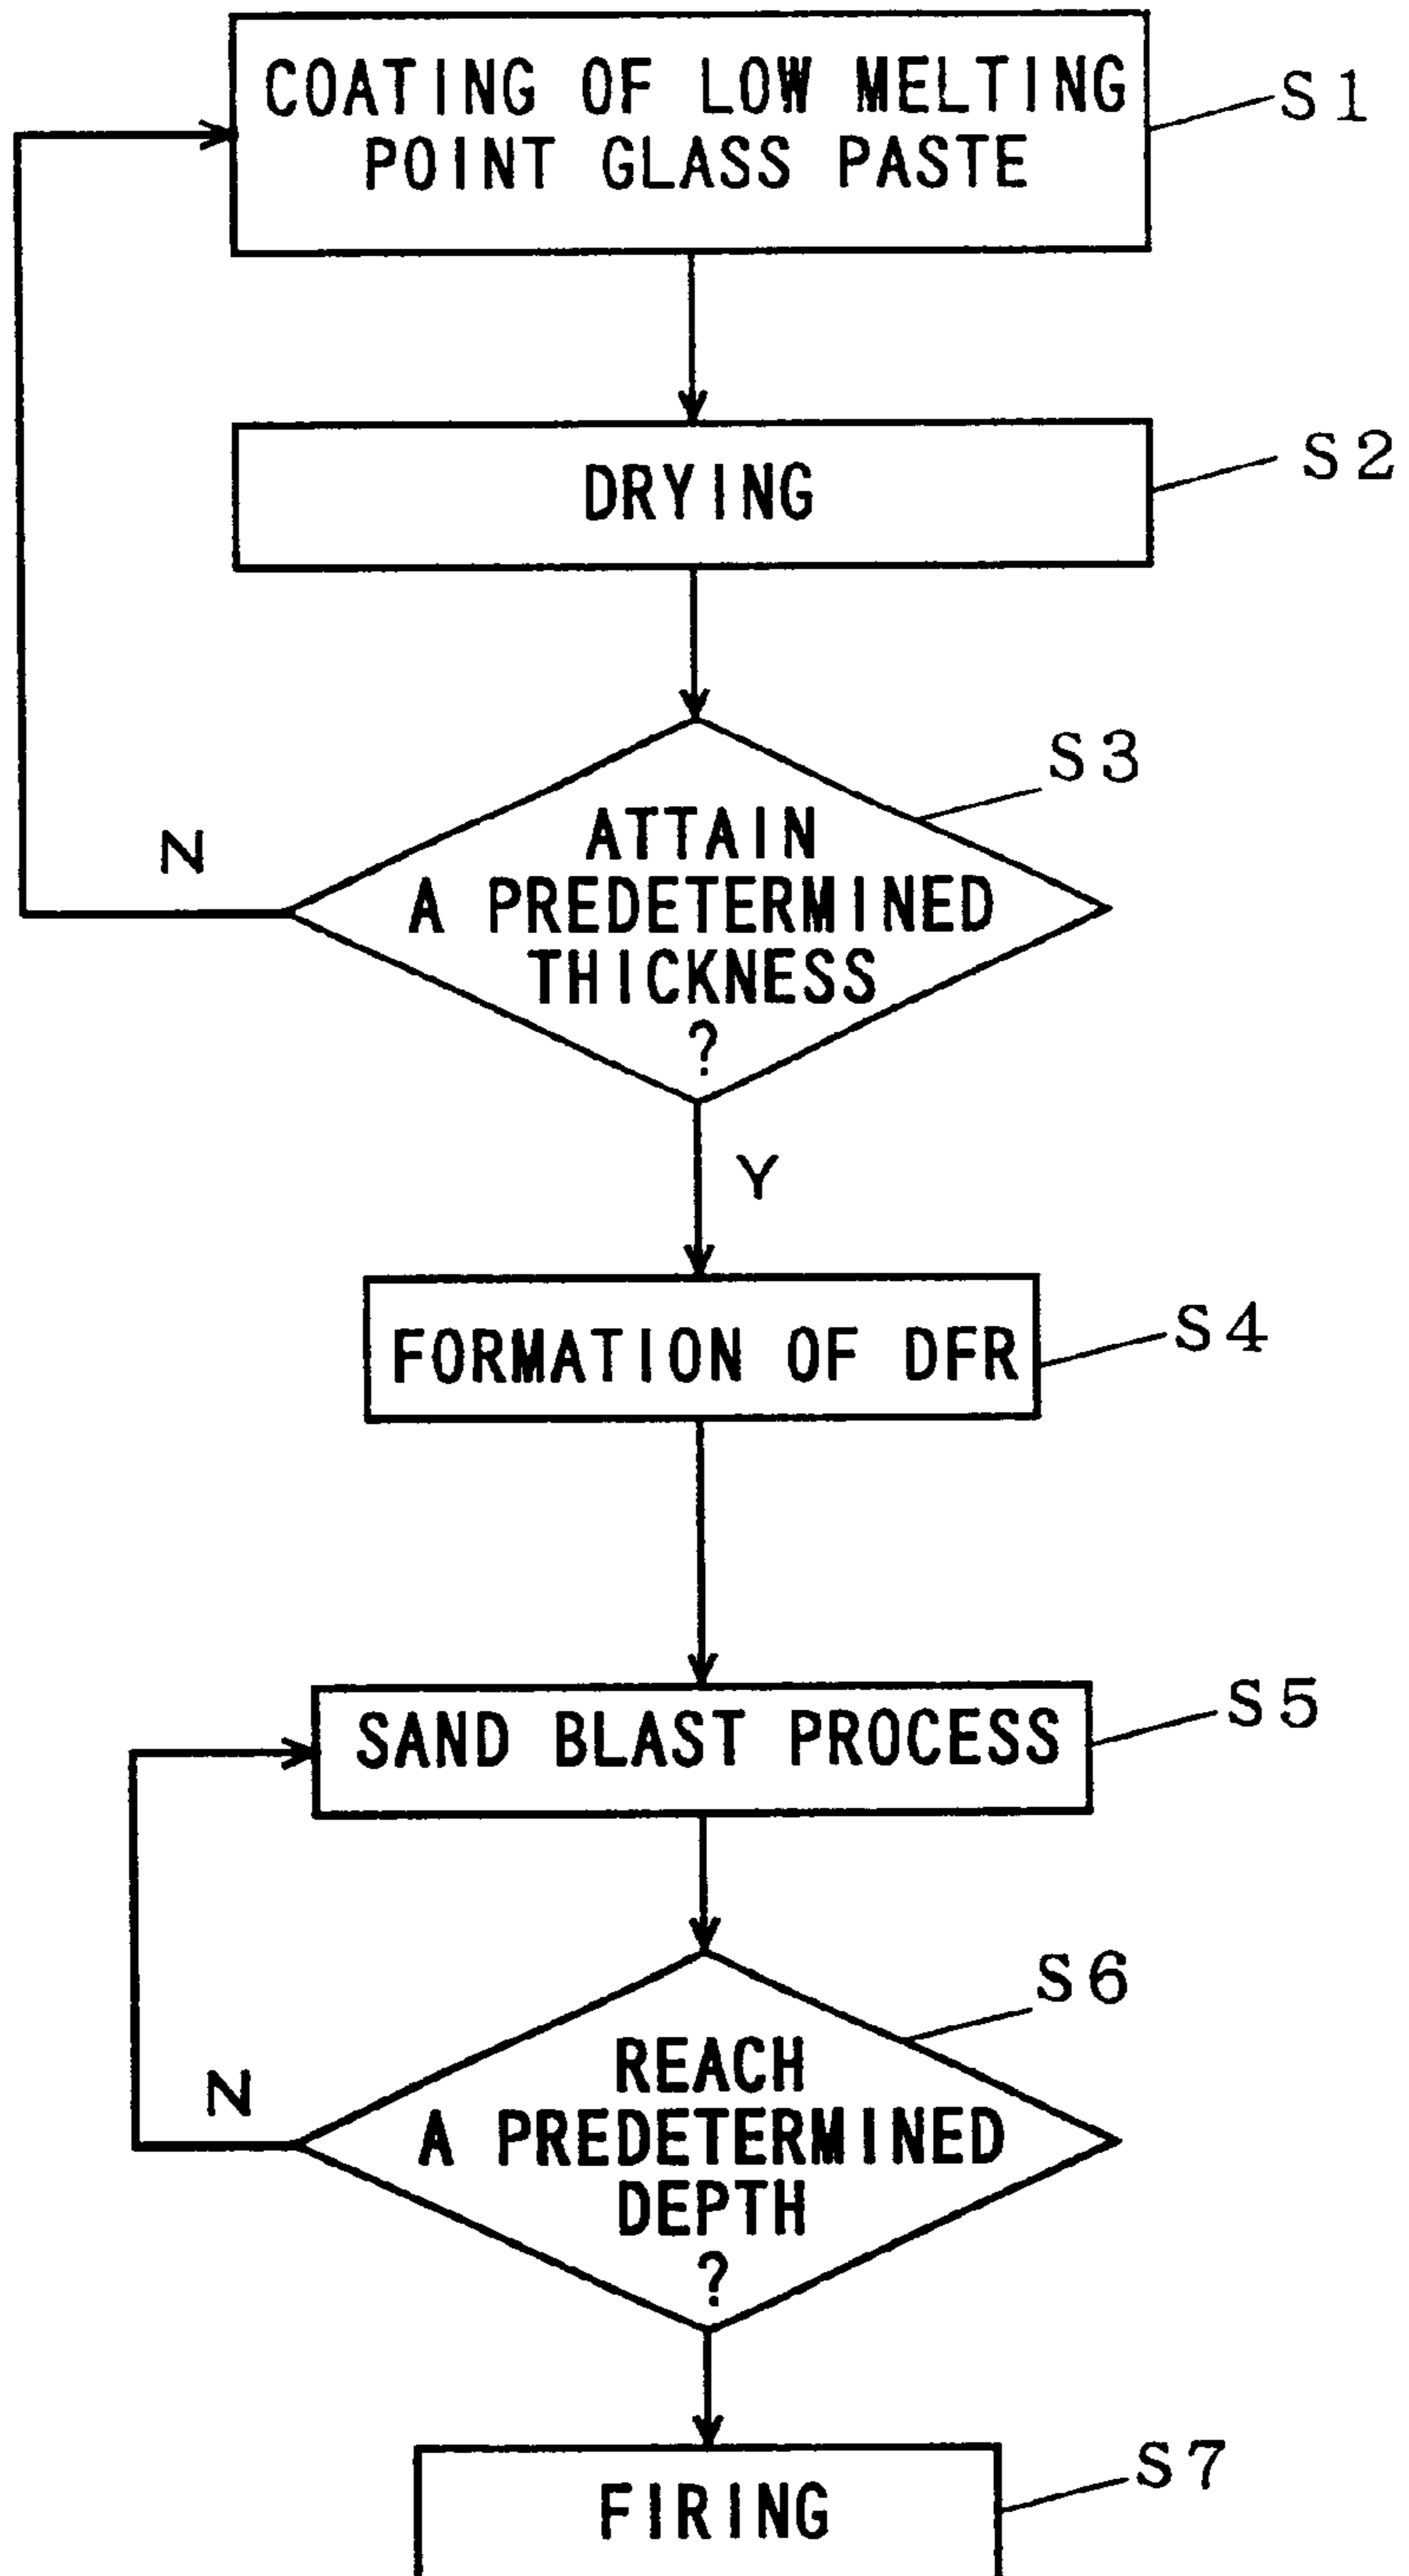 COATING OF LOW MELTING
POINT GLASS PASTE
S1
DRYING
S2
S3
ATTAIN
A PREDETERMINED
THICKNESS
?
N
Y
FORMATION OF DFR
S4
SAND BLAST PROCESS
S5
S6
REACH
A PREDETERMINED
DEPTH
?
N
FIRING
S7